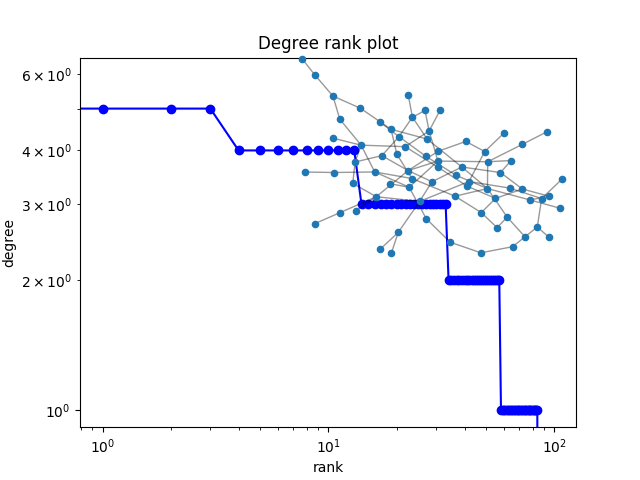 Degree rank plot
6 × 10⁰
4 × 10⁰
3 × 10⁰
2 × 10⁰
10⁰
degree
10⁰ 10¹ 10²
rank